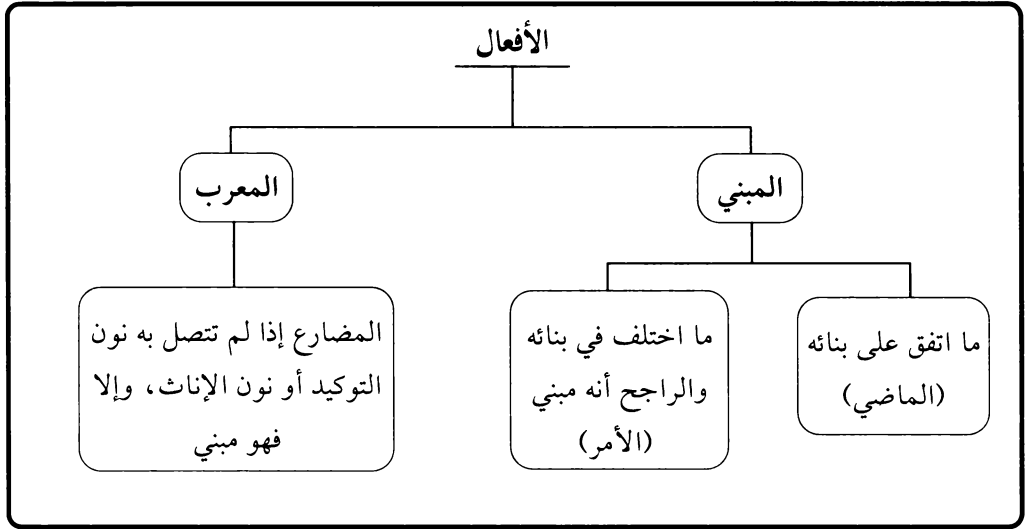 الأفعال
المبني
المعرب
ما اتفق على بنائه
(الماضي)
ما اختلف في بنائه
والراجح أنه مبني
(الأمر)
المضارع إذا لم تتصل به نون
التوكيد أو نون الإناث، وإلا
فهو مبني